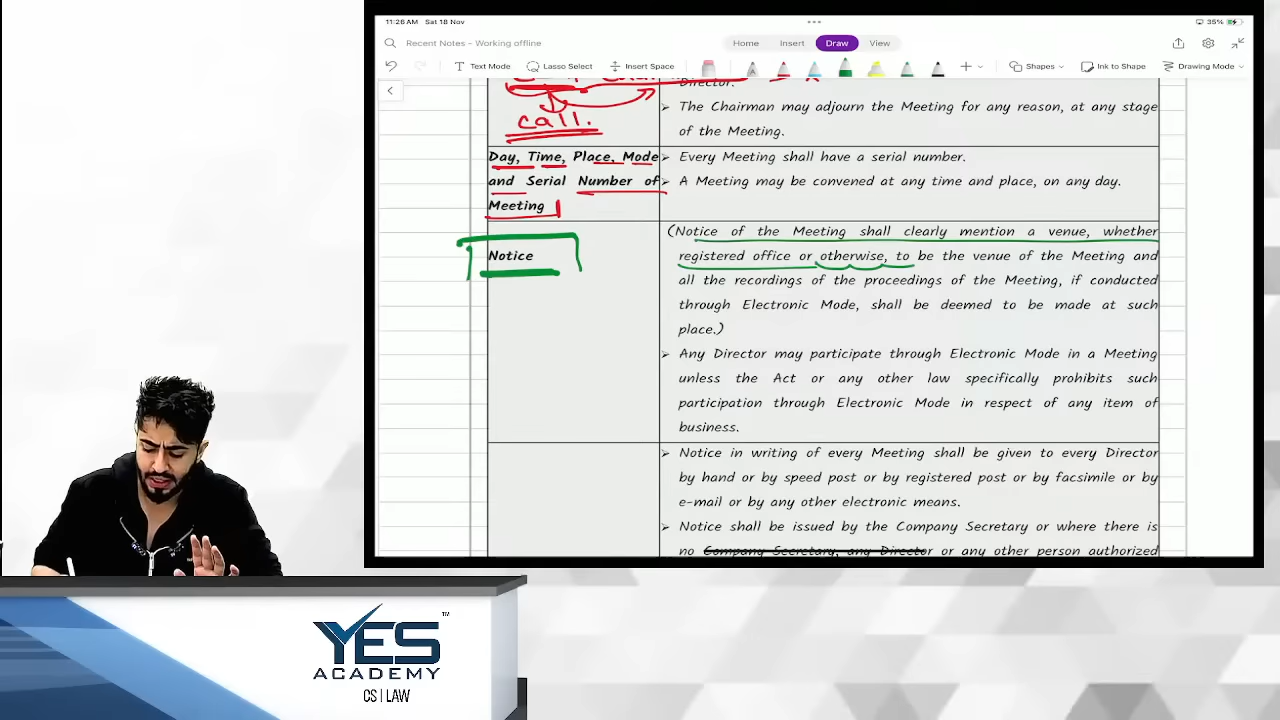 11:26 AM Sat 18 Nov
35%
Recent Notes - Working offline
Home Insert Draw View
Text Mode Lasso Select Insert Space Shapes Ink to Shape Drawing Mode
call.
Director.
The Chairman may adjourn the Meeting for any reason, at any stage
of the Meeting.
Day, Time, Place, Mode
and Serial Number of
Meeting
Every Meeting shall have a serial number.
A Meeting may be convened at any time and place, on any day.
Notice
(Notice of the Meeting shall clearly mention a venue, whether
registered office or otherwise, to be the venue of the Meeting and
all the recordings of the proceedings of the Meeting, if conducted
through Electronic Mode, shall be deemed to be made at such
place.)
Any Director may participate through Electronic Mode in a Meeting
unless the Act or any other law specifically prohibits such
participation through Electronic Mode in respect of any item of
business.
Notice in writing of every Meeting shall be given to every Director
by hand or by speed post or by registered post or by facsimile or by
e-mail or by any other electronic means.
Notice shall be issued by the Company Secretary or where there is
no Company Secretary, any Director or any other person authorized
YES
ACADEMY
CS | LAW
TM